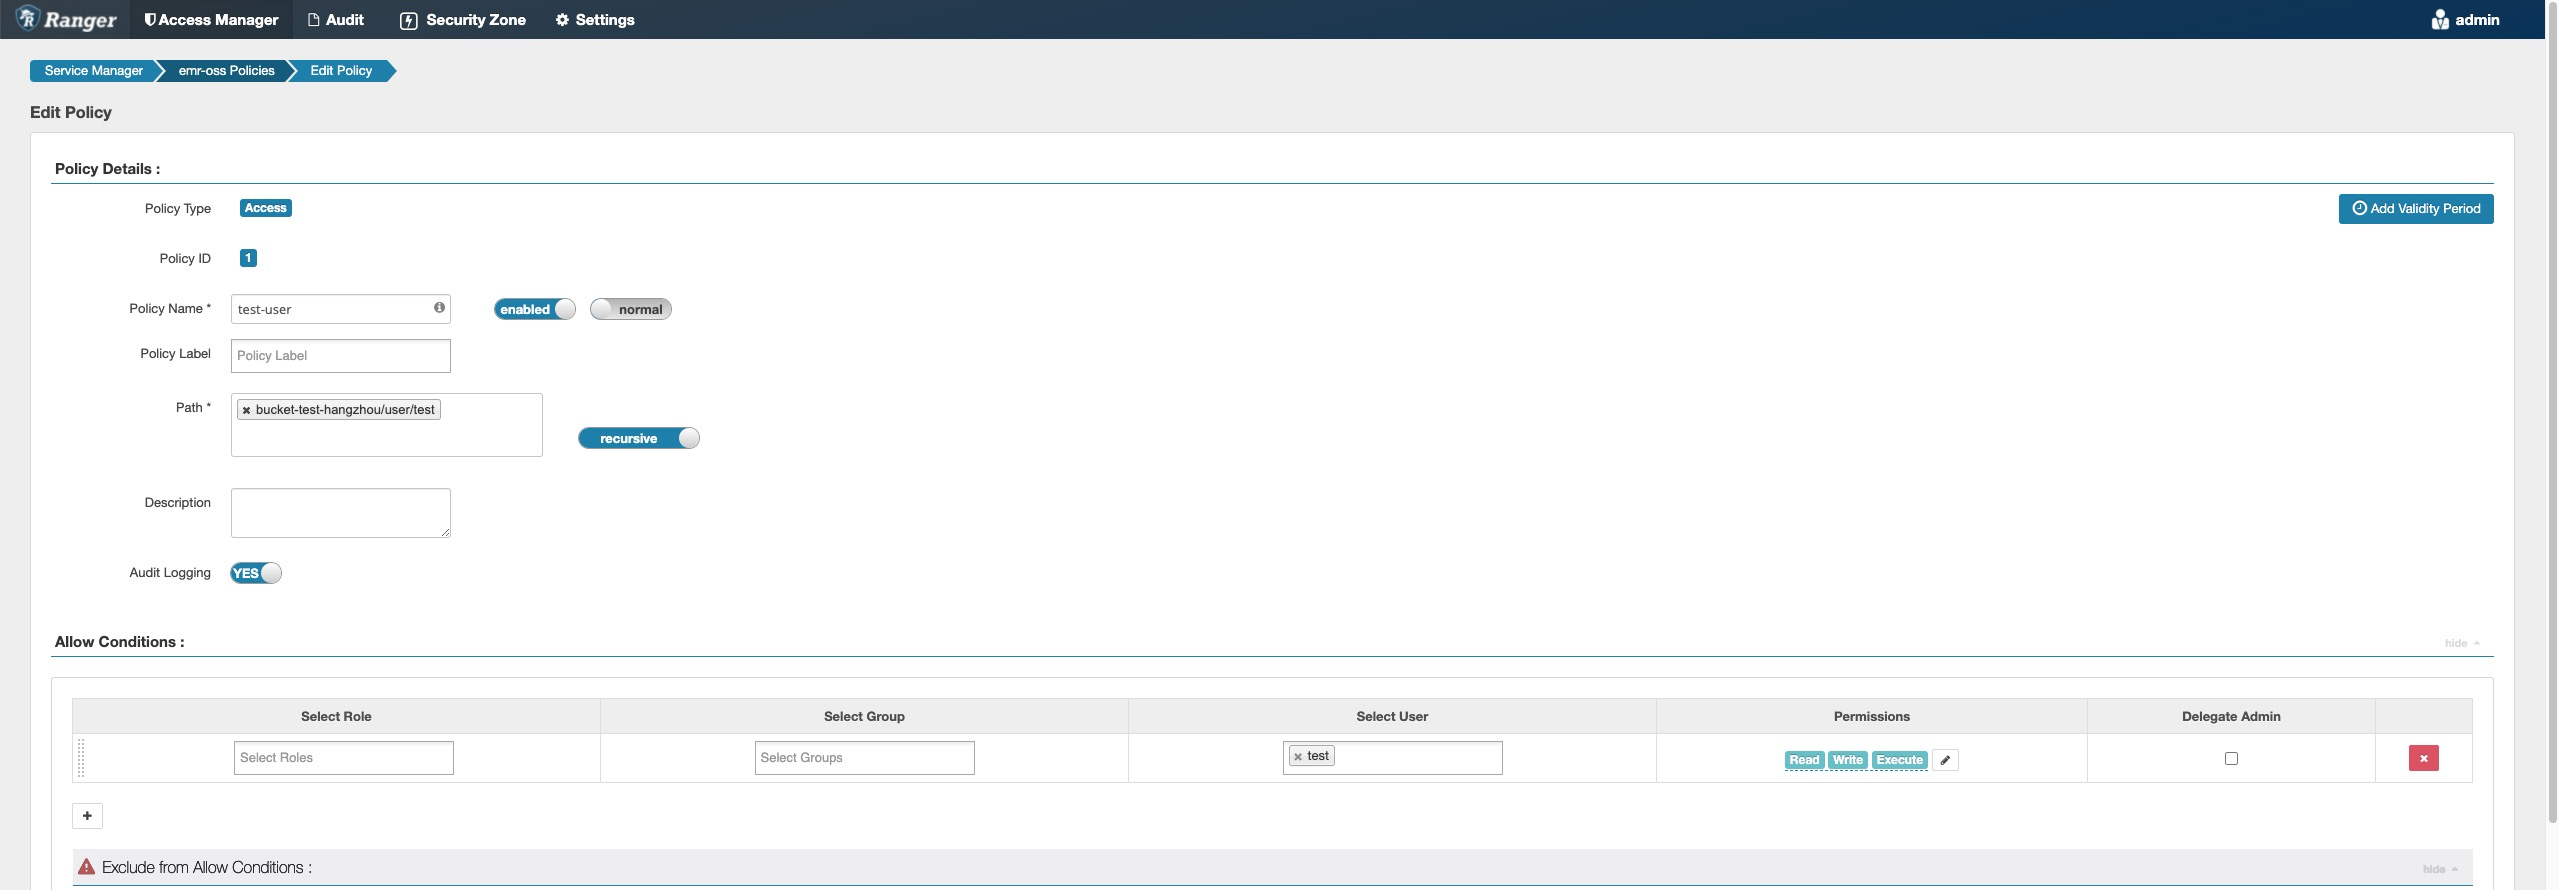 Ranger Access Manager Audit Security Zone Settings admin
Service Manager emr-oss Policies Edit Policy
Edit Policy
Policy Details :
Policy Type Access Add Validity Period
Policy ID 1
Policy Name * test-user enabled normal
Policy Label Policy Label
Path * bucket-test-hangzhou/user/test
recursive
Description
Audit Logging YES
Allow Conditions : hide
Select Role Select Group Select User Permissions Delegate Admin
Select Roles Select Groups test Read Write Execute
+
Exclude from Allow Conditions : hide